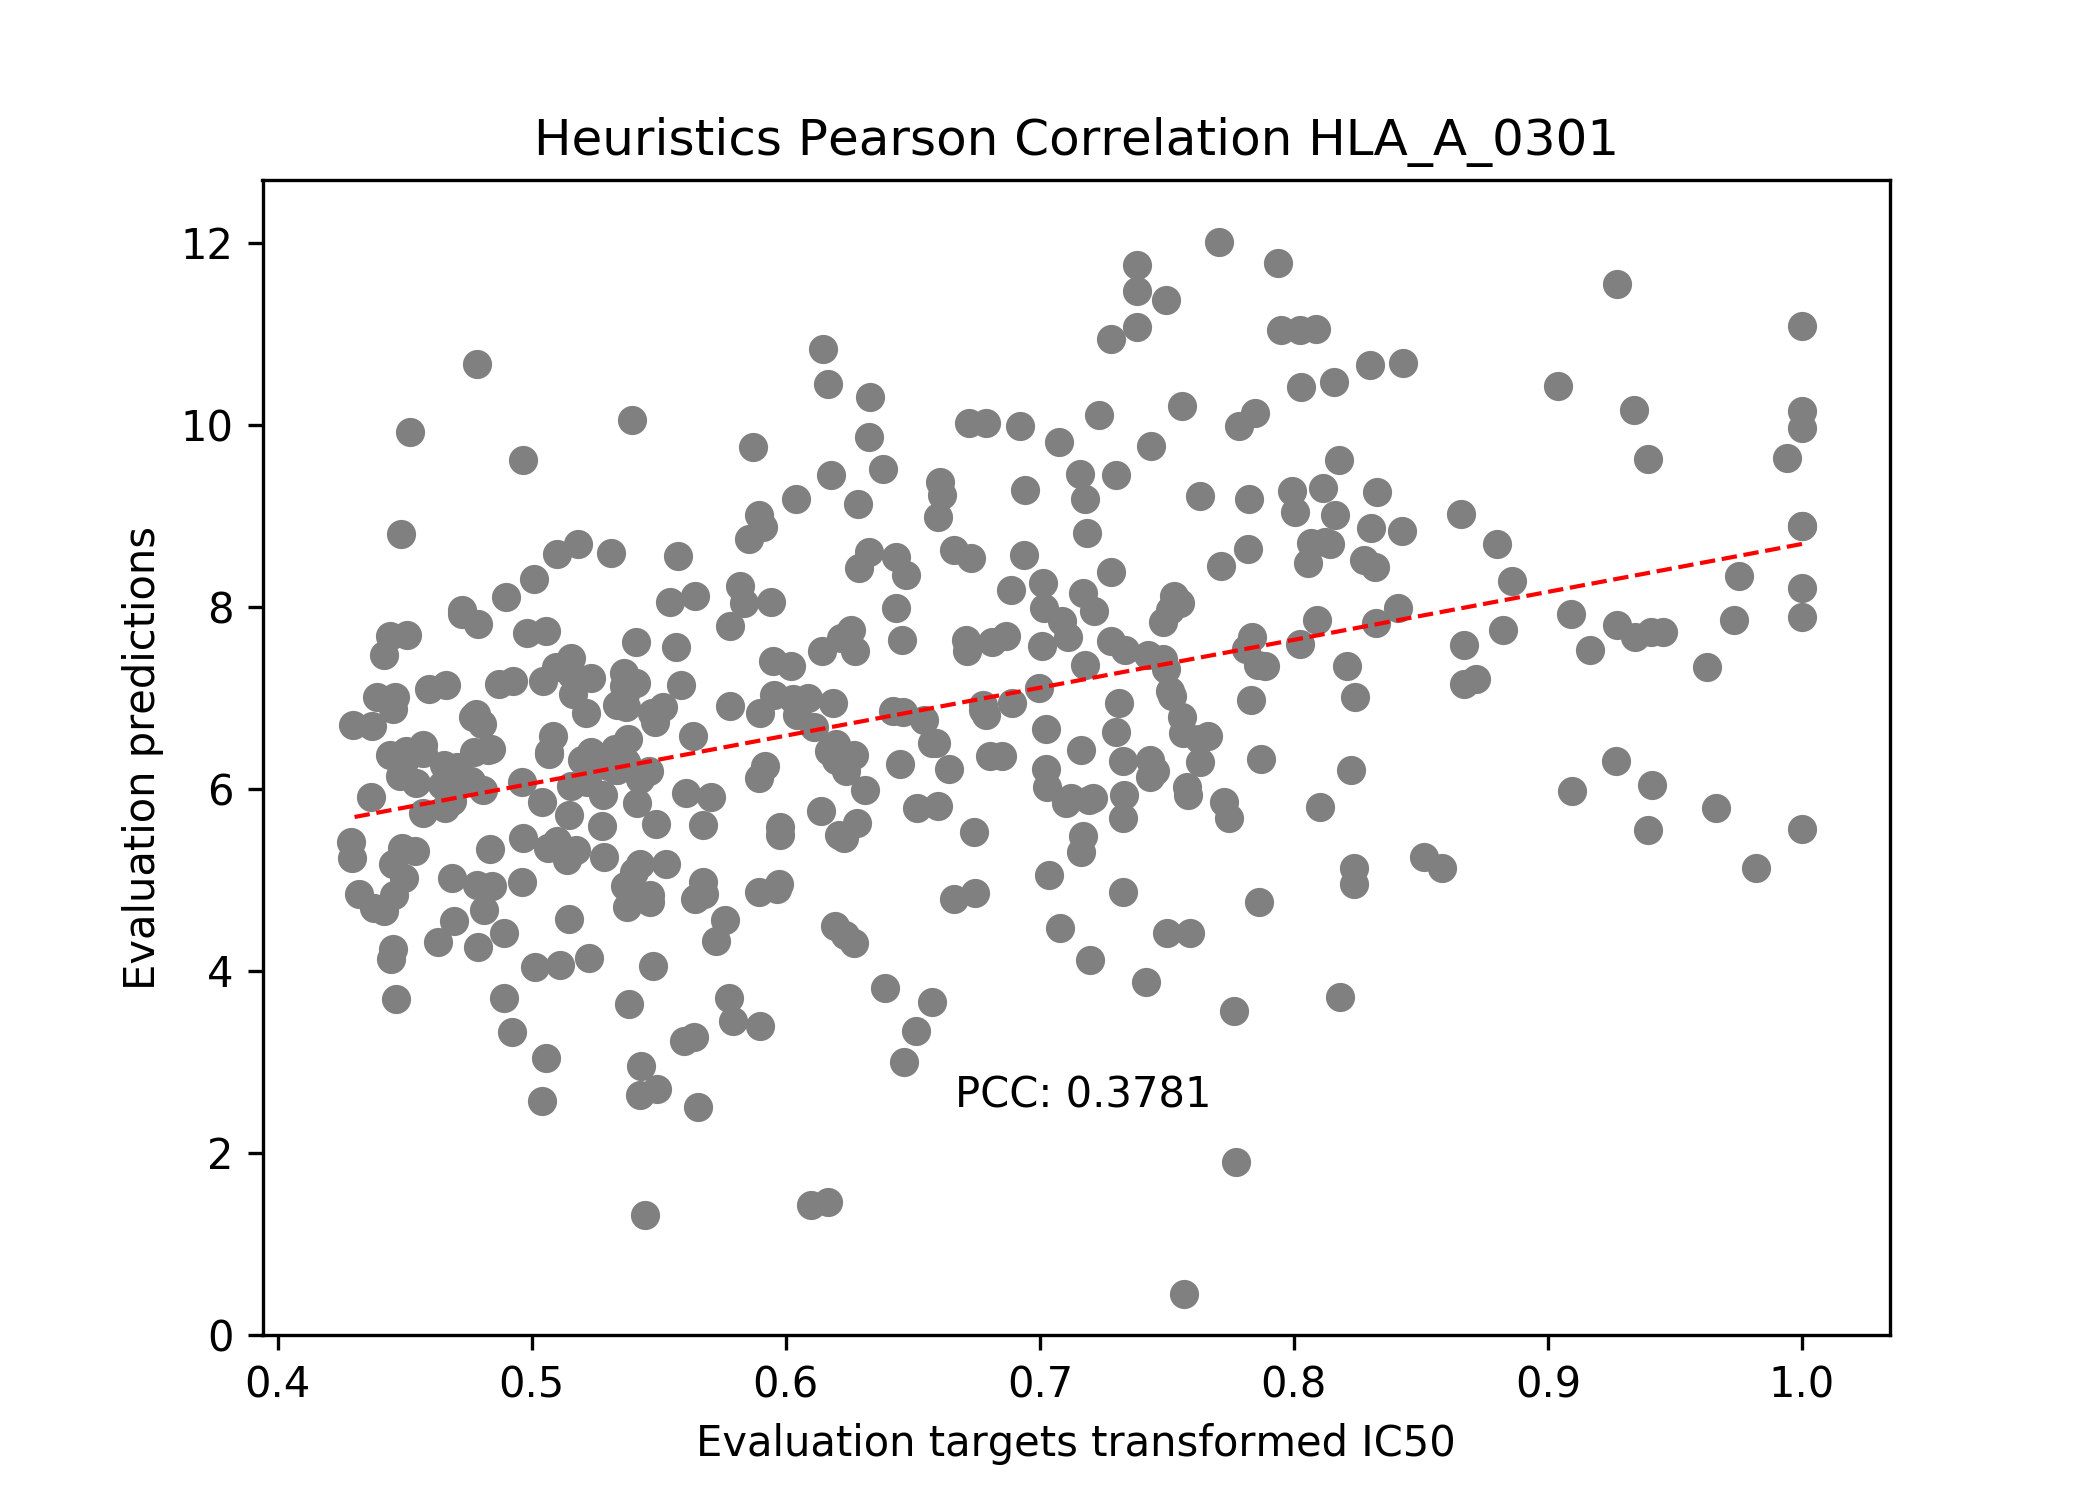 Heuristics Pearson Correlation HLA_A_0301
12
10
8
6
4
2
0
Evaluation predictions
PCC: 0.3781
0.4 0.5 0.6 0.7 0.8 0.9 1.0
Evaluation targets transformed IC50